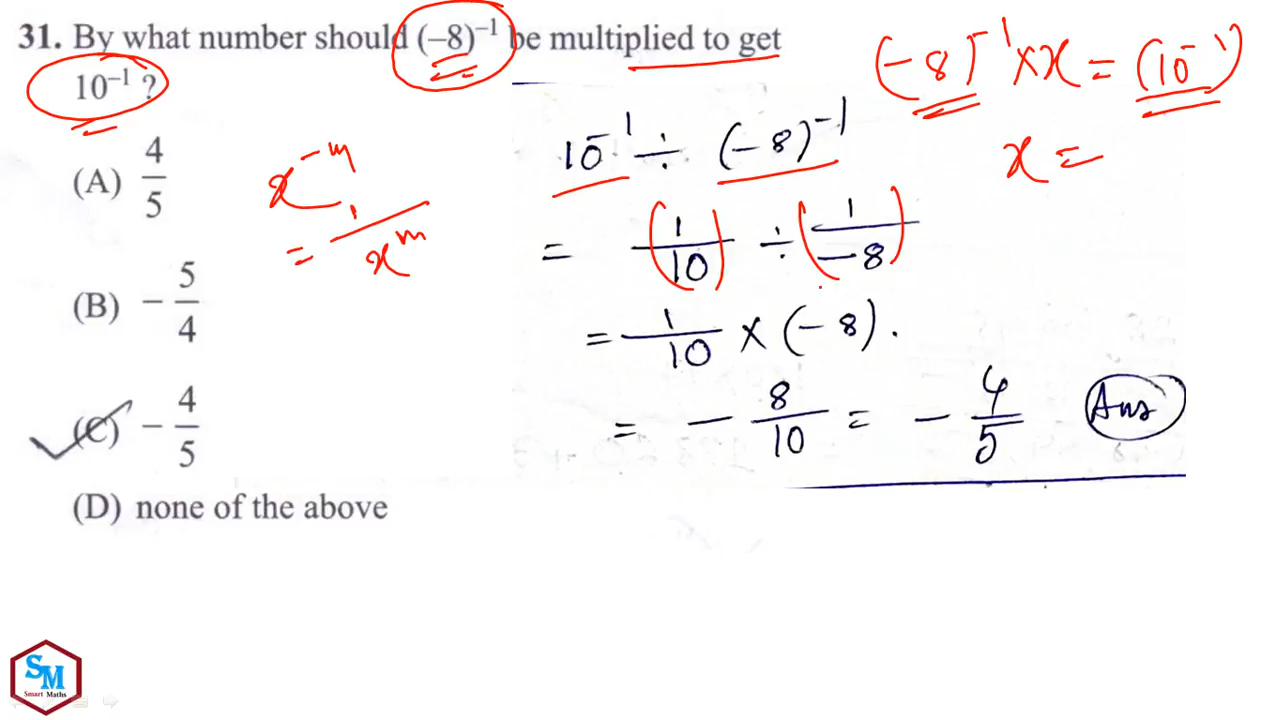 31. By what number should (–8)⁻¹ be multiplied to get
10⁻¹ ?
(A) 4/5
(B) – 5/4
(C) – 4/5
(D) none of the above
(-8)⁻¹ × x = (10⁻¹)
x =
x⁻ᵐ
= 1/xᵐ
10⁻¹ ÷ (-8)⁻¹
= (1/10) ÷ (1/-8)
= 1/10 × (-8).
= - 8/10 = - 4/5 Ans
SM
Smart Maths